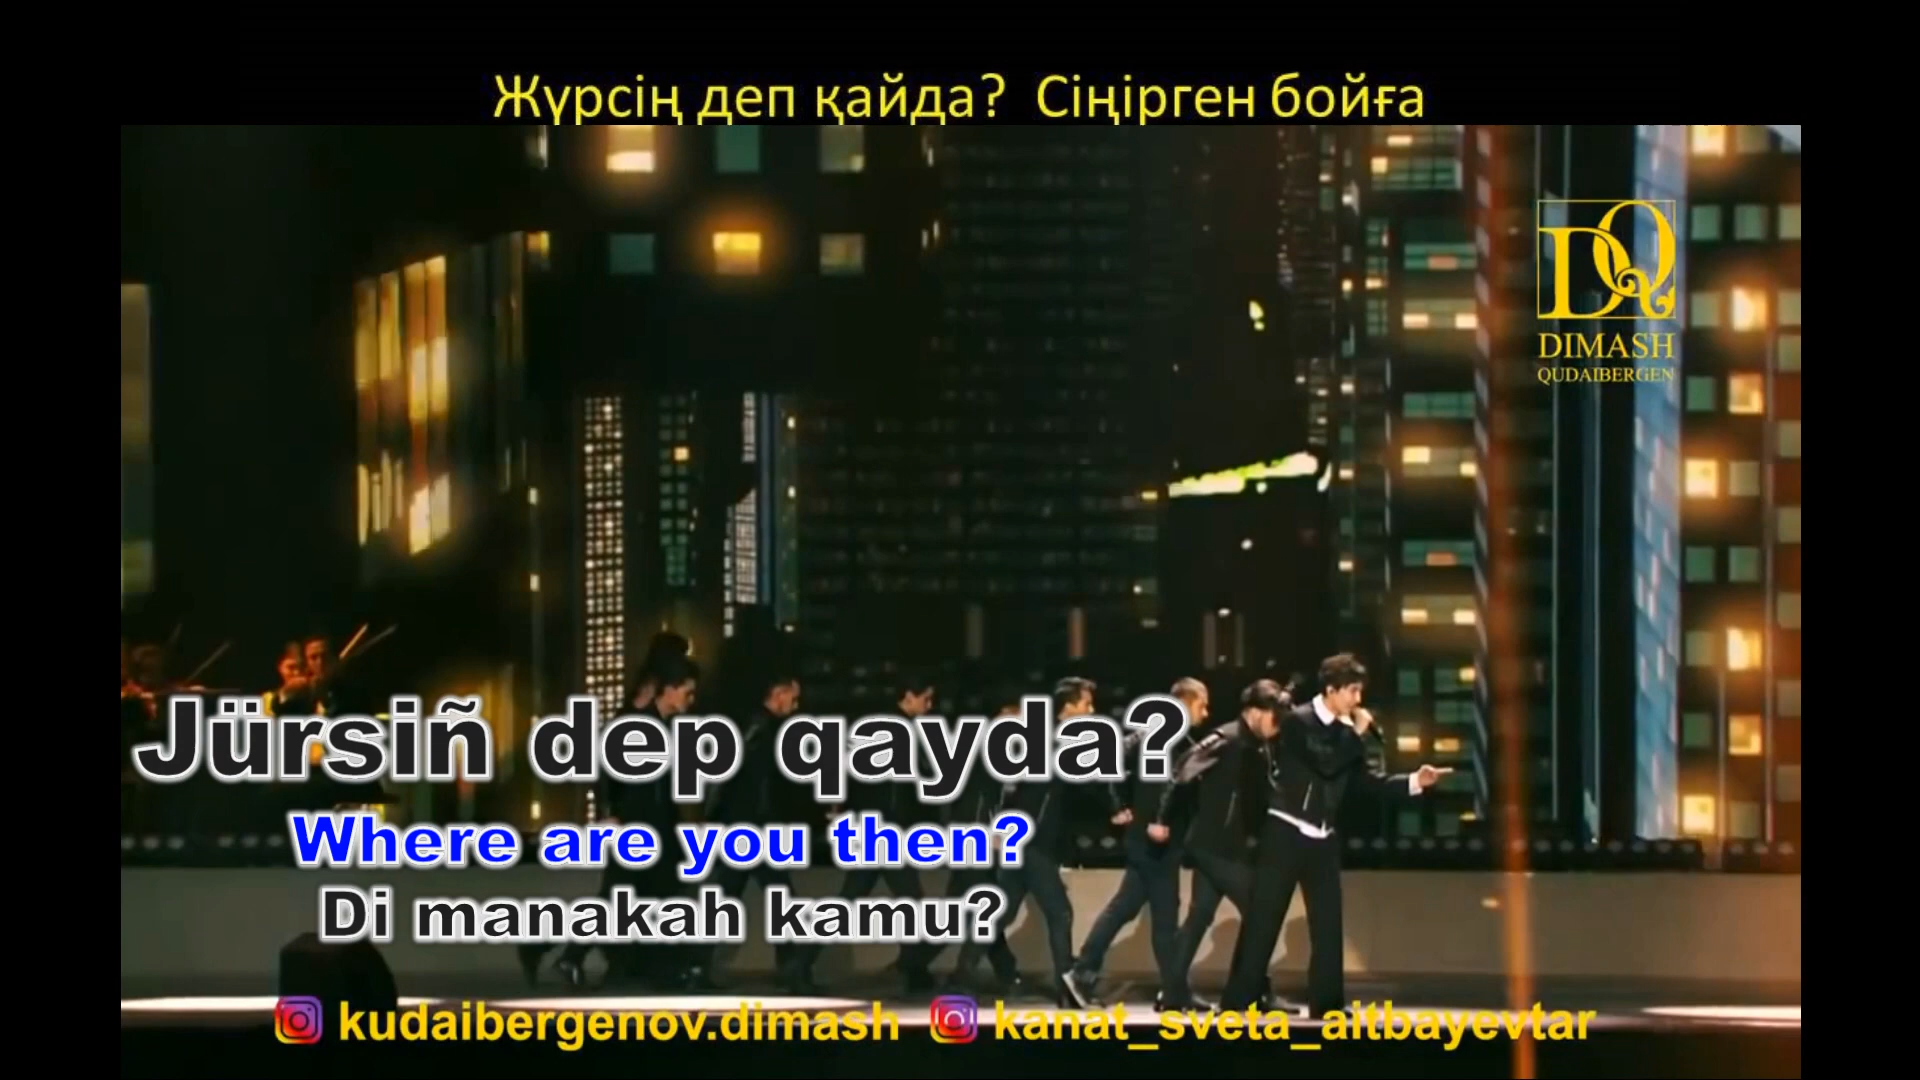 Жүрсің деп қайда? Сіңірген бойға
DQ
DIMASH
QUDAIBERGEN
Jürsiñ dep qayda?
Where are you then?
Di manakah kamu?
kudaibergenov.dimash kanat_sveta_aitbayevtar